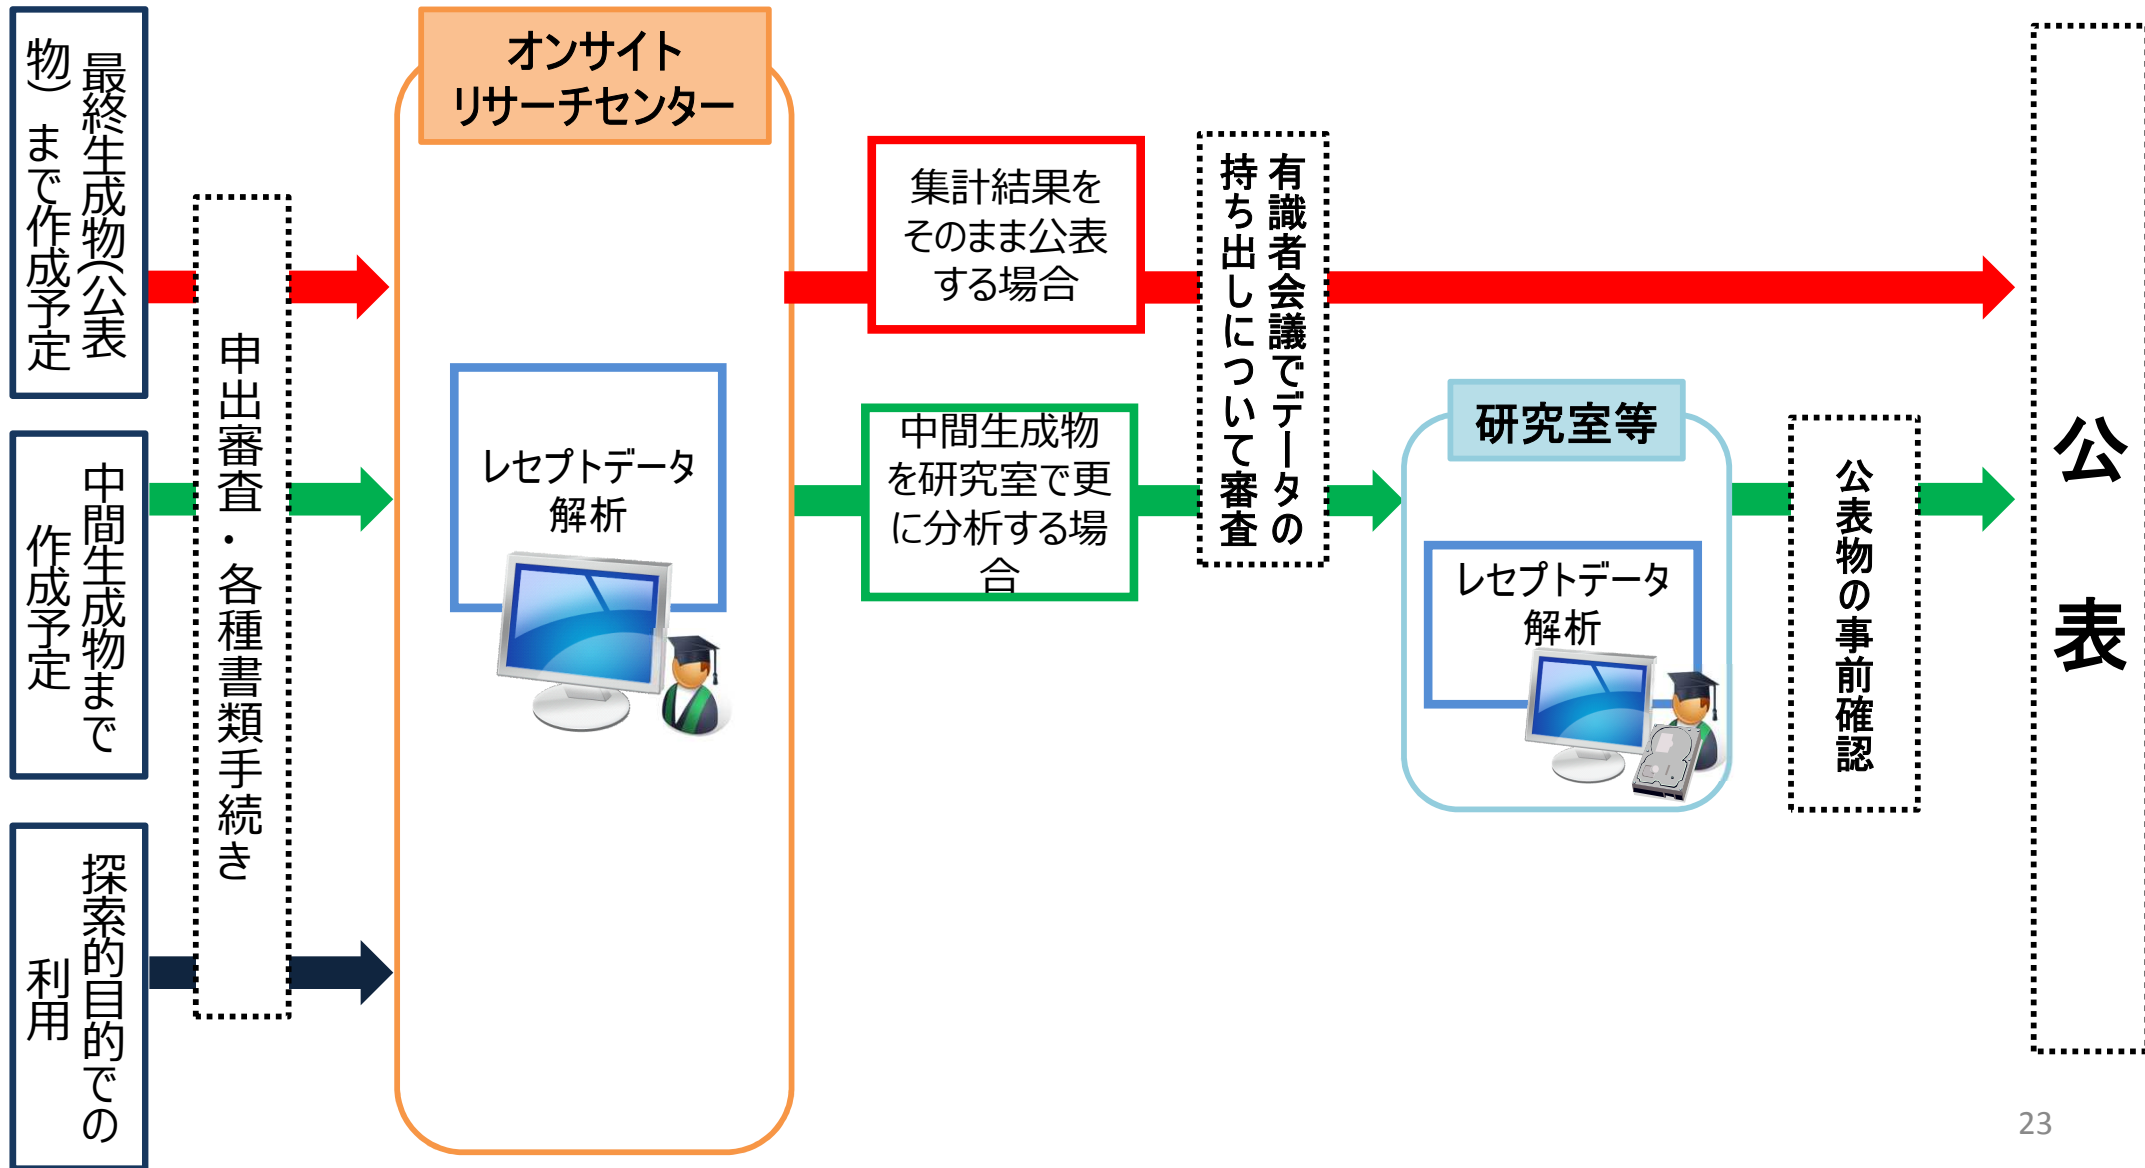 最終生成物(公表
物)まで作成予定
中間生成物まで
作成予定
探索的目的での
利用
申出審査・各種書類手続き
オンサイト
リサーチセンター
レセプトデータ
解析
集計結果を
そのまま公表
する場合
中間生成物
を研究室で更
に分析する場
合
有識者会議でデータの
持ち出しについて審査
研究室等
レセプトデータ
解析
公表物の事前確認
公表
23